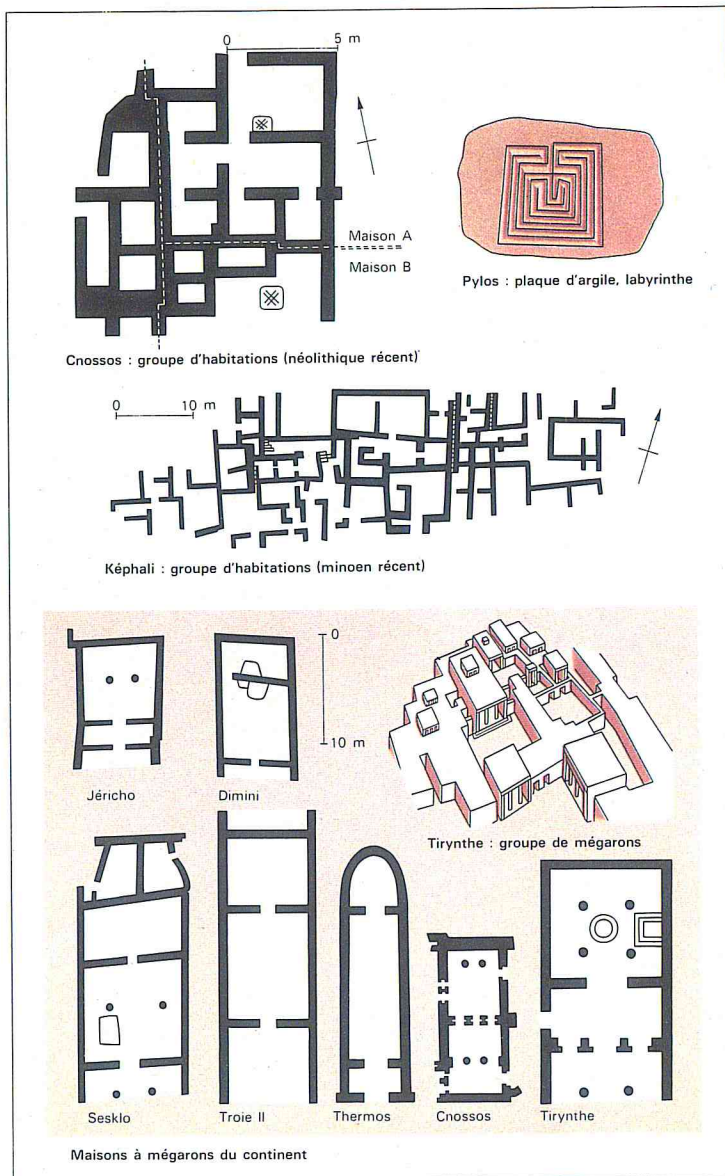 0 5 m
Maison A
Maison B
Pylos : plaque d'argile, labyrinthe
Cnossos : groupe d'habitations (néolithique récent)
0 10 m
Képhali : groupe d'habitations (minoen récent)
0
10 m
Jéricho Dimini
Tirynthe : groupe de mégarons
Sesklo Troie II Thermos Cnossos Tirynthe
Maisons à mégarons du continent